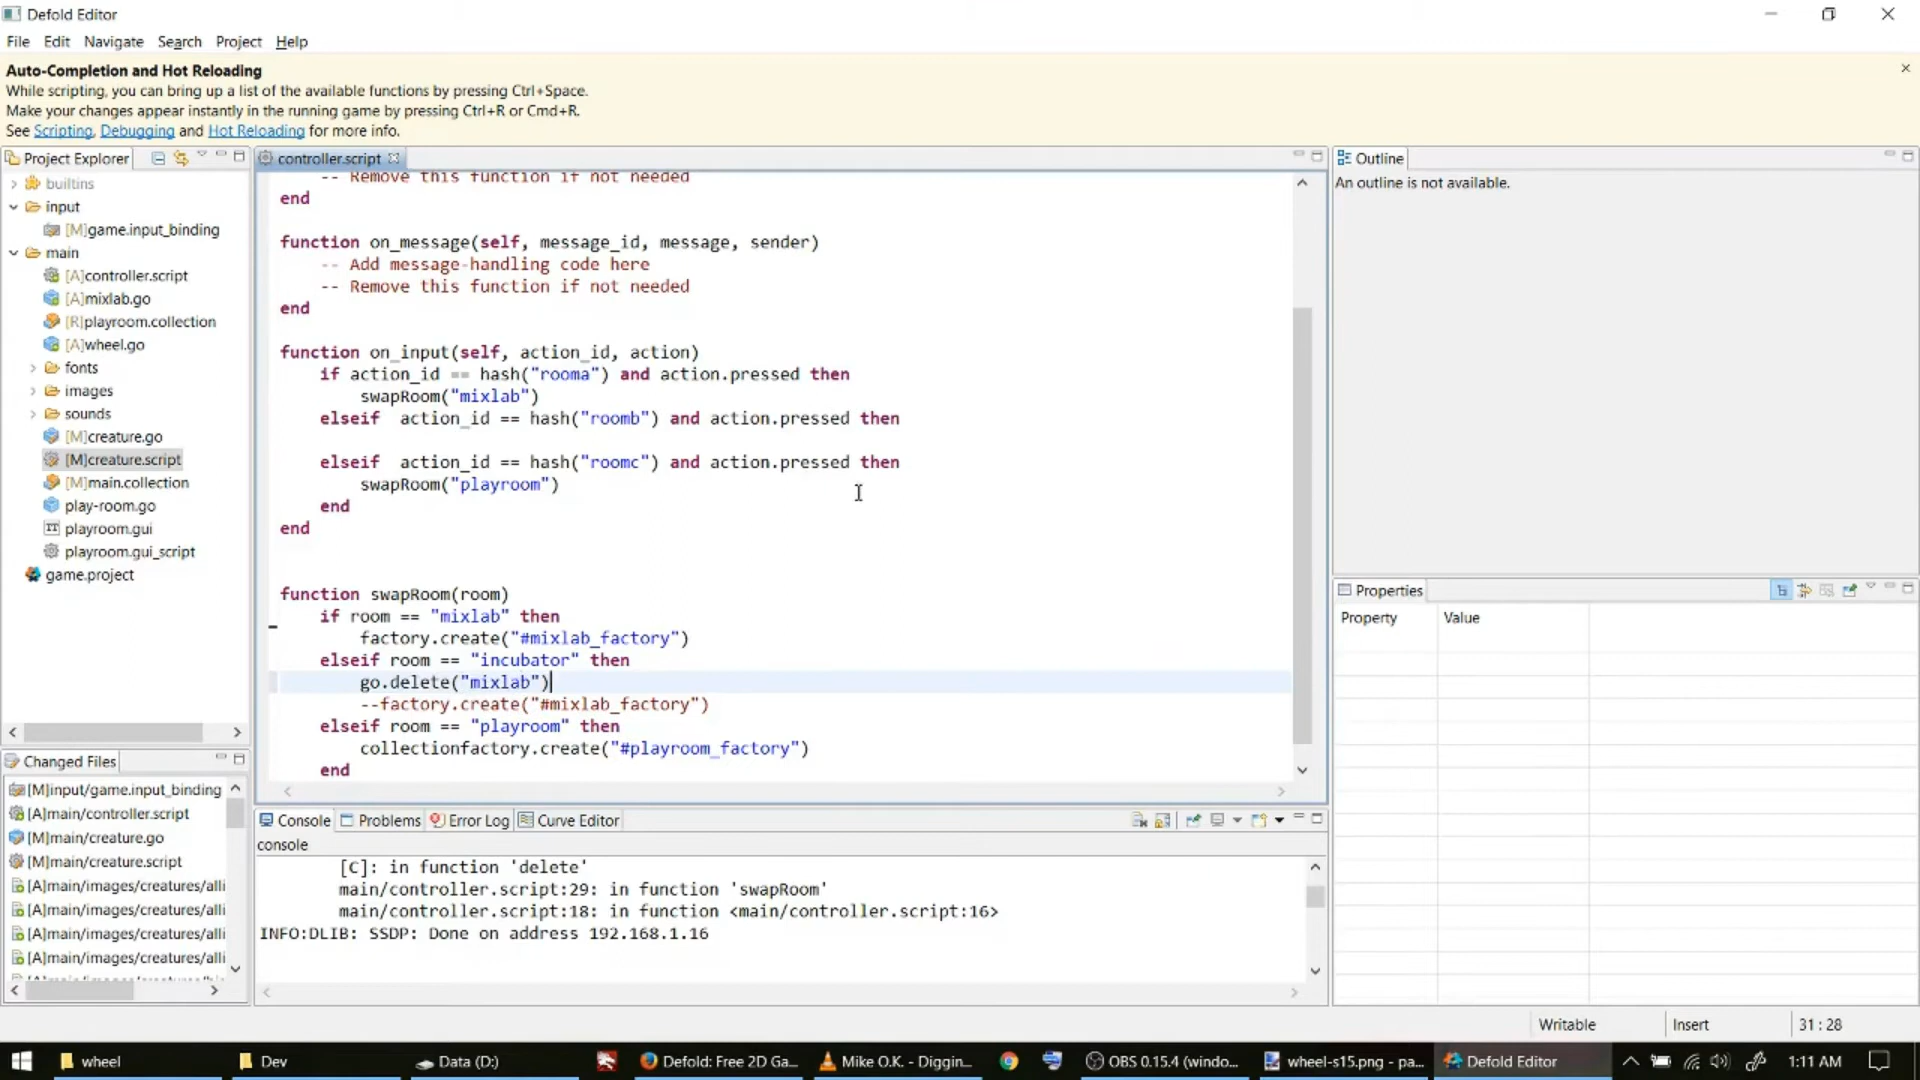 Defold Editor
File Edit Navigate Search Project Help
Auto-Completion and Hot Reloading
While scripting, you can bring up a list of the available functions by pressing Ctrl+Space.
Make your changes appear instantly in the running game by pressing Ctrl+R or Cmd+R.
See Scripting, Debugging and Hot Reloading for more info.
Project Explorer
builtins
input
[M]game.input_binding
main
[A]controller.script
[A]mixlab.go
[R]playroom.collection
[A]wheel.go
fonts
images
sounds
[M]creature.go
[M]creature.script
[M]main.collection
play-room.go
playroom.gui
playroom.gui_script
game.project
Changed Files
[M]input/game.input_binding
[A]main/controller.script
[M]main/creature.go
[M]main/creature.script
[A]main/images/creatures/alli
[A]main/images/creatures/alli
[A]main/images/creatures/alli
[A]main/images/creatures/alli
controller.script
-- Remove this function if not needed
end
function on_message(self, message_id, message, sender)
-- Add message-handling code here
-- Remove this function if not needed
end
function on_input(self, action_id, action)
if action_id == hash("rooma") and action.pressed then
swapRoom("mixlab")
elseif action_id == hash("roomb") and action.pressed then
elseif action_id == hash("roomc") and action.pressed then
swapRoom("playroom")
end
end
function swapRoom(room)
if room == "mixlab" then
factory.create("#mixlab_factory")
elseif room == "incubator" then
go.delete("mixlab")
--factory.create("#mixlab_factory")
elseif room == "playroom" then
collectionfactory.create("#playroom_factory")
end
Console Problems Error Log Curve Editor
console
[C]: in function 'delete'
main/controller.script:29: in function 'swapRoom'
main/controller.script:18: in function <main/controller.script:16>
INFO:DLIB: SSDP: Done on address 192.168.1.16
Outline
An outline is not available.
Properties
Property Value
Writable Insert 31 : 28
wheel Dev Data (D:) Defold: Free 2D Ga... Mike O.K. - Diggin... OBS 0.15.4 (windo... wheel-s15.png - pa... Defold Editor 1:11 AM